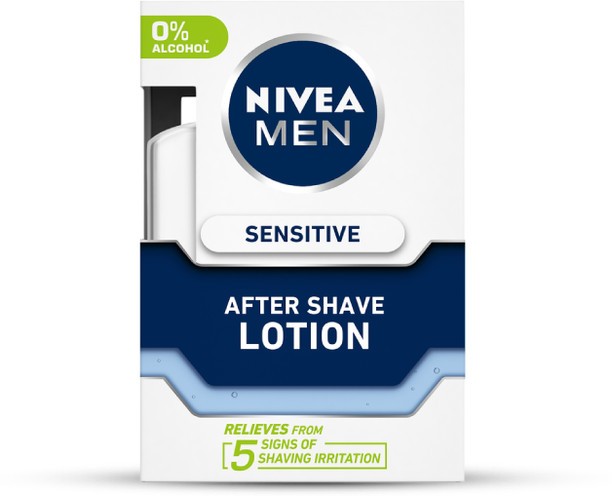 0%
ALCOHOL*
NIVEA
MEN
SENSITIVE
AFTER SHAVE
LOTION
RELIEVES FROM
5 SIGNS OF
SHAVING IRRITATION